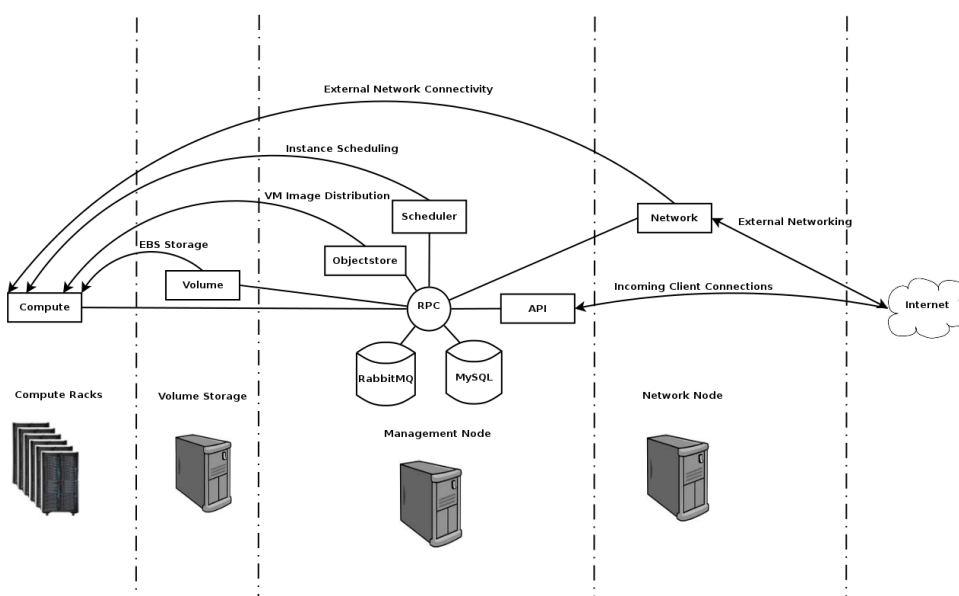 External Network Connectivity
Instance Scheduling
VM Image Distribution
Scheduler
Network
External Networking
EBS Storage
Objectstore
Volume
Incoming Client Connections
Compute
RPC
API
Internet
RabbitMQ
MySQL
Compute Racks
Volume Storage
Network Node
Management Node